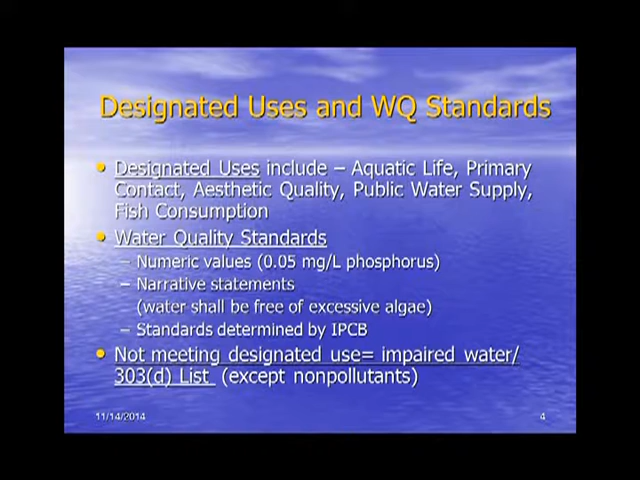 Designated Uses and WQ Standards
• Designated Uses include – Aquatic Life, Primary
Contact, Aesthetic Quality, Public Water Supply,
Fish Consumption
• Water Quality Standards
– Numeric values (0.05 mg/L phosphorus)
– Narrative statements
(water shall be free of excessive algae)
– Standards determined by IPCB
• Not meeting designated use= impaired water/
303(d) List (except nonpollutants)
11/14/2014
4